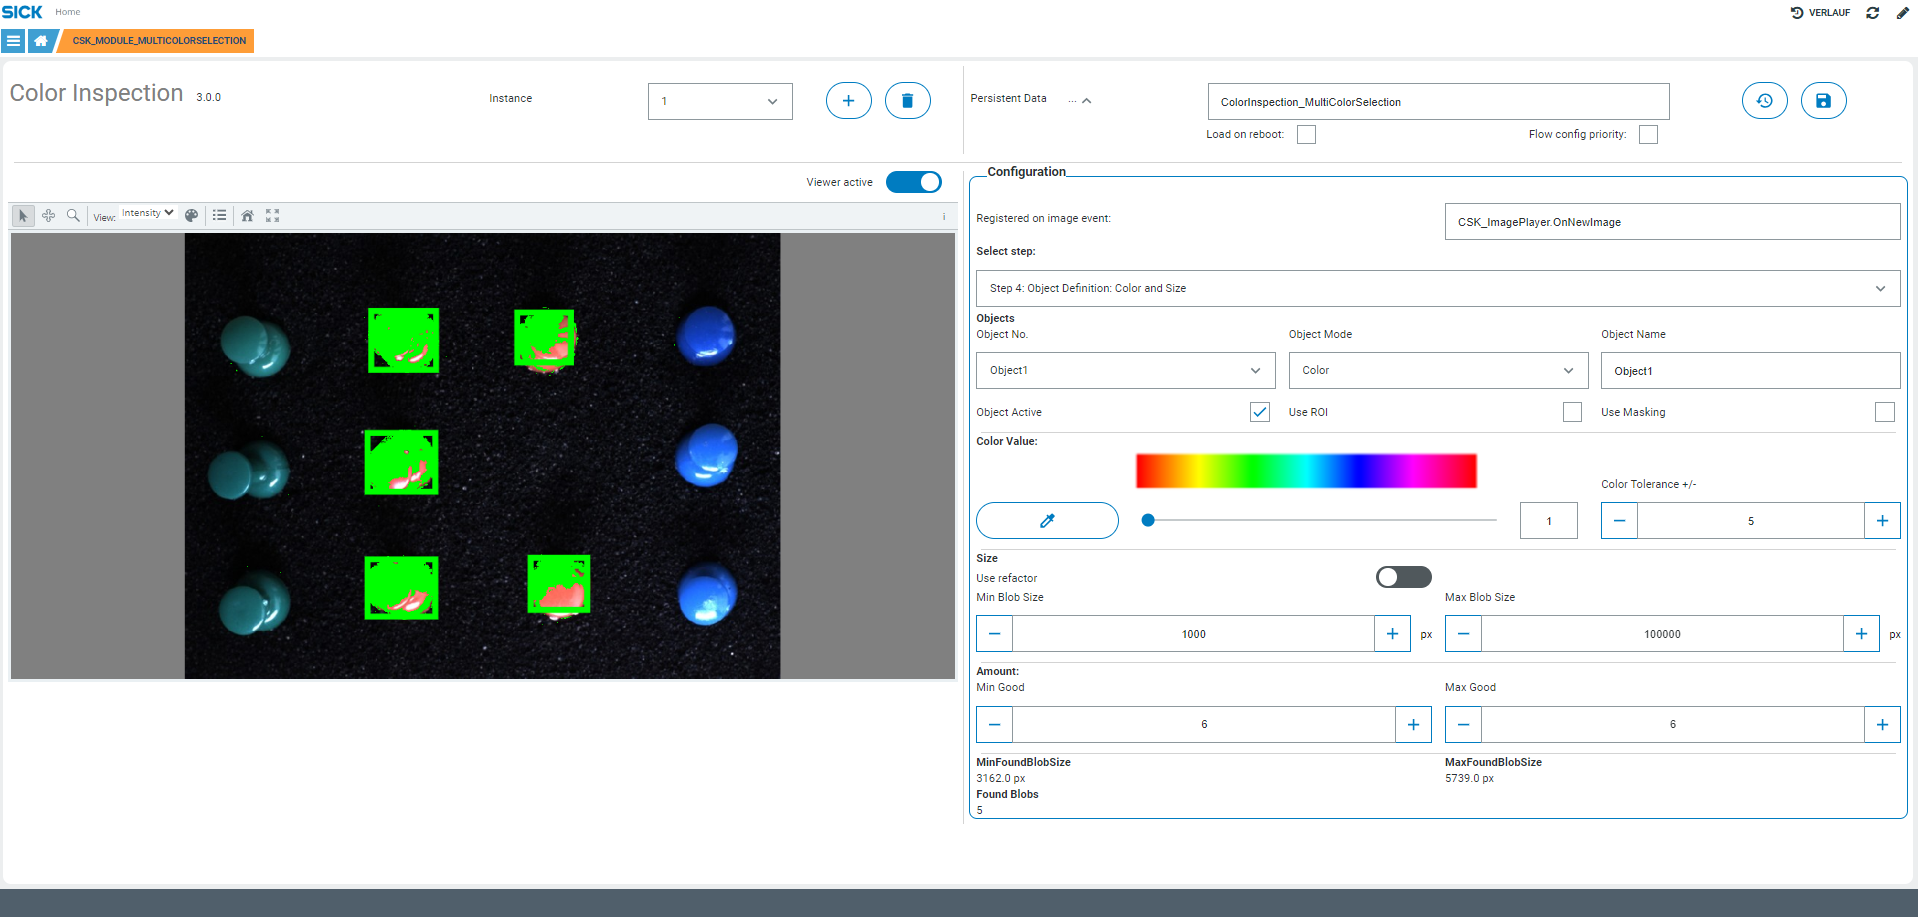 SICK Home
VERLAUF
CSK_MODULE_MULTICOLORSELECTION
Color Inspection 3.0.0
Instance
1
Persistent Data
...
ColorInspection_MultiColorSelection
Load on reboot:
Flow config priority:
Viewer active
View: Intensity
i
Configuration
Registered on image event:
CSK_ImagePlayer.OnNewImage
Select step:
Step 4: Object Definition: Color and Size
Objects
Object No.
Object Mode
Object Name
Object1
Color
Object1
Object Active
Use ROI
Use Masking
Color Value:
Color Tolerance +/-
1
5
Size
Use refactor
Min Blob Size
Max Blob Size
1000
px
100000
px
Amount:
Min Good
Max Good
6
6
MinFoundBlobSize
MaxFoundBlobSize
3162.0 px
5739.0 px
Found Blobs
5